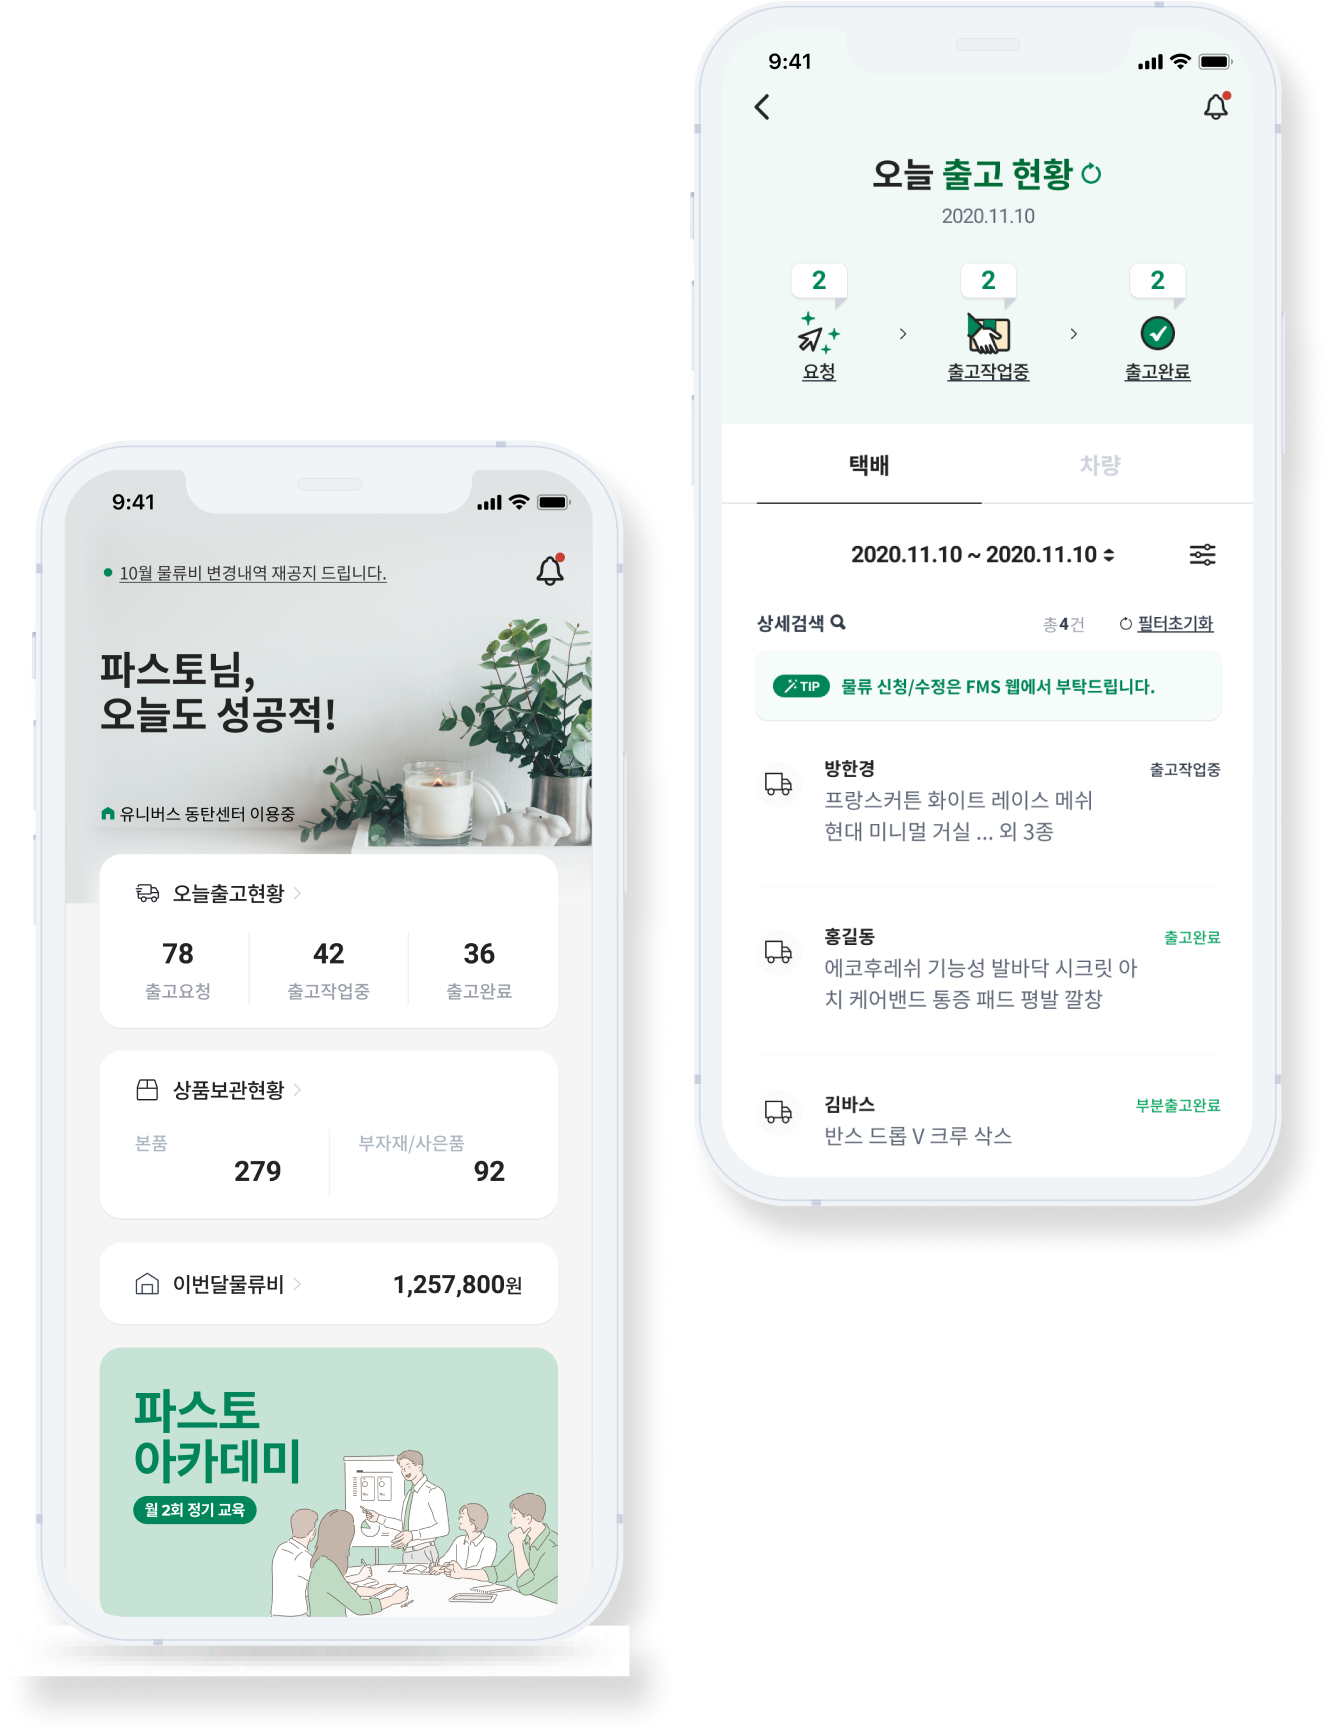 9:41
10월 물류비 변경내역 재공지 드립니다.
파스토님,
오늘도 성공적!
유니버스 동탄센터 이용중
오늘출고현황
78 42 36
출고요청 출고작업중 출고완료
상품보관현황
본품 부자재/사은품
279 92
이번달물류비 1,257,800원
파스토
아카데미
월 2회 정기 교육
9:41
오늘 출고 현황
2020.11.10
2 2 2
요청 출고작업중 출고완료
택배 차량
2020.11.10 ~ 2020.11.10
상세검색 총4건 필터초기화
TIP 물류 신청/수정은 FMS 웹에서 부탁드립니다.
방한경 출고작업중
프랑스커튼 화이트 레이스 메쉬
현대 미니멀 거실 ... 외 3종
홍길동 출고완료
에코후레쉬 기능성 발바닥 시크릿 아
치 케어밴드 통증 패드 평발 깔창
김바스 부분출고완료
반스 드롭 V 크루 삭스